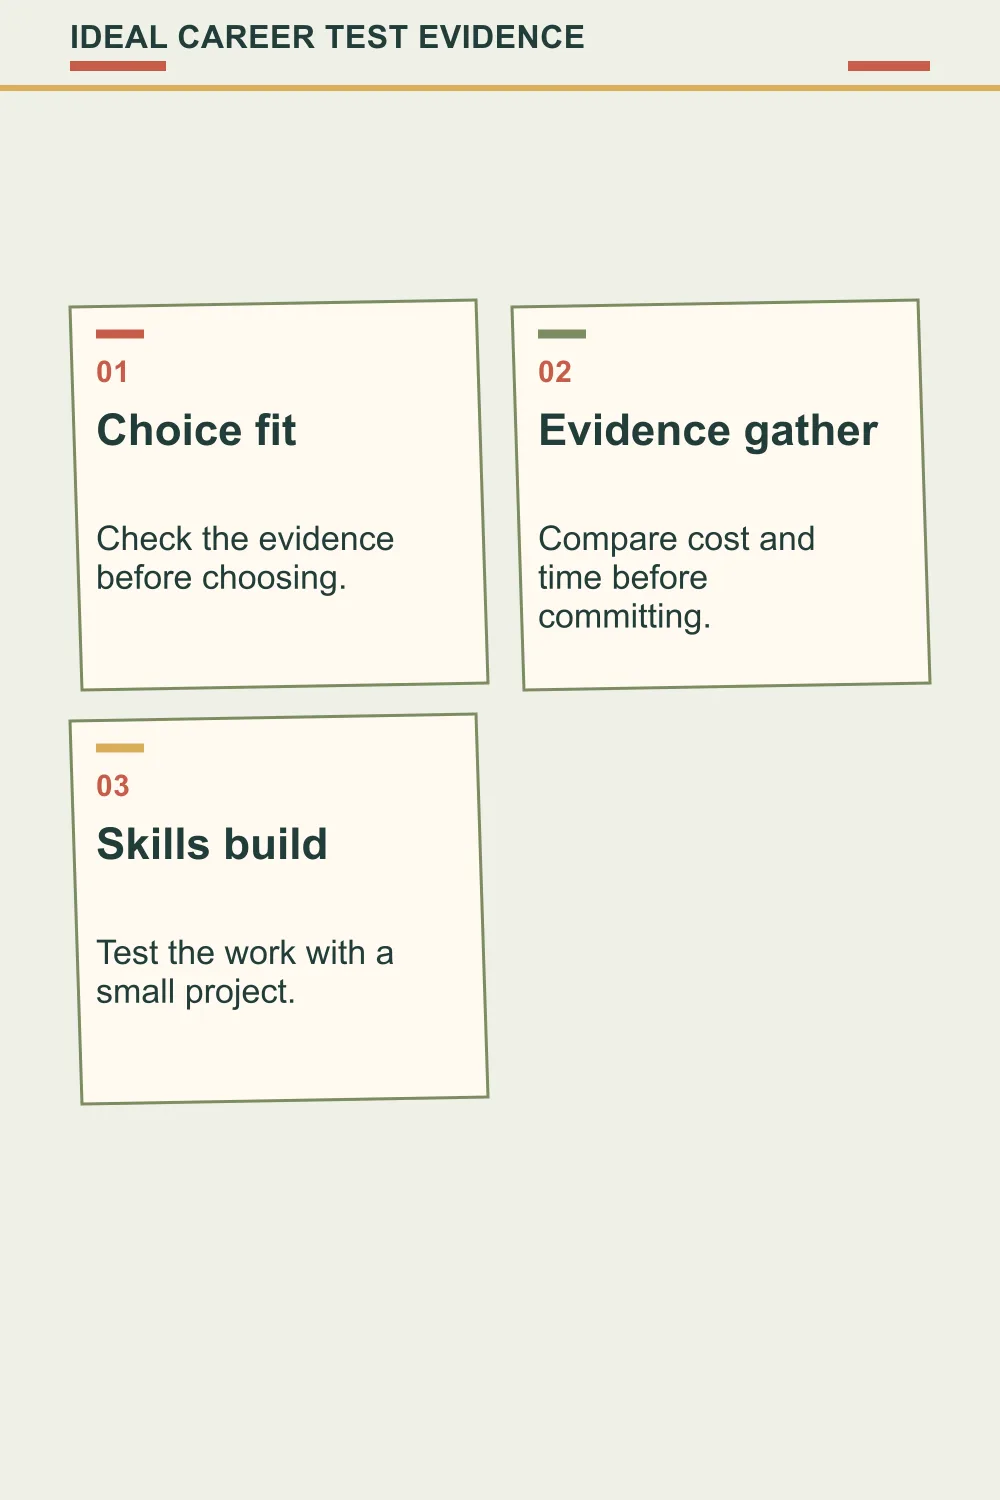 IDEAL CAREER TEST EVIDENCE
01
Choice fit
Check the evidence
before choosing.
02
Evidence gather
Compare cost and
time before
committing.
03
Skills build
Test the work with a
small project.